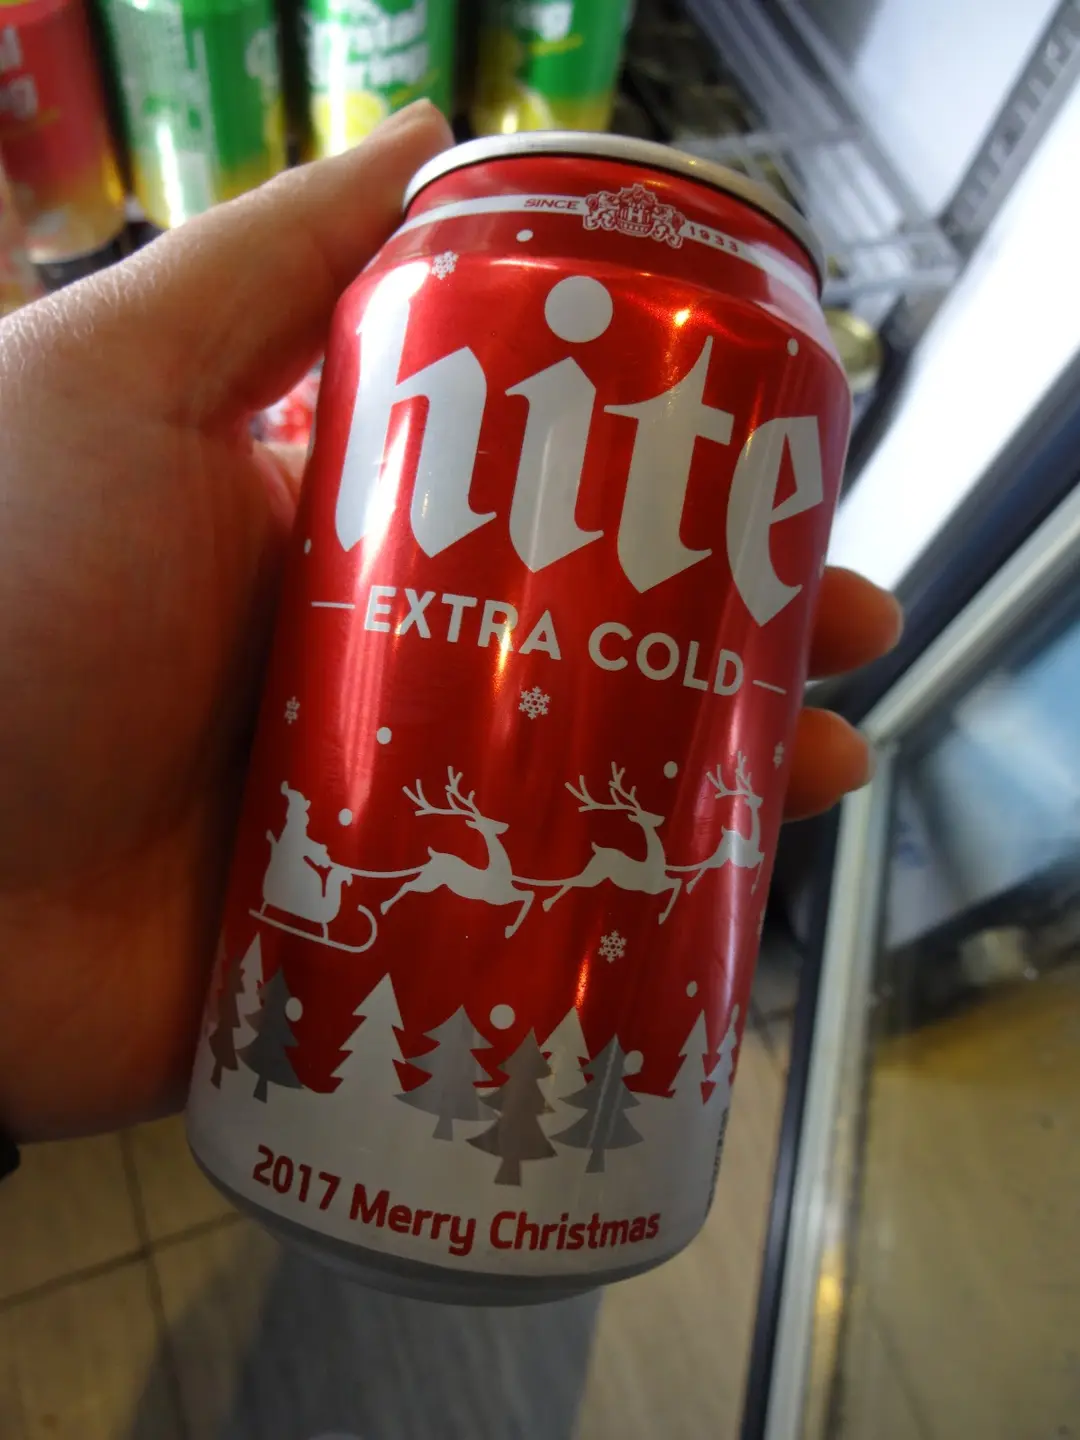 SINCE 1933
hite
EXTRA COLD
2017 Merry Christmas